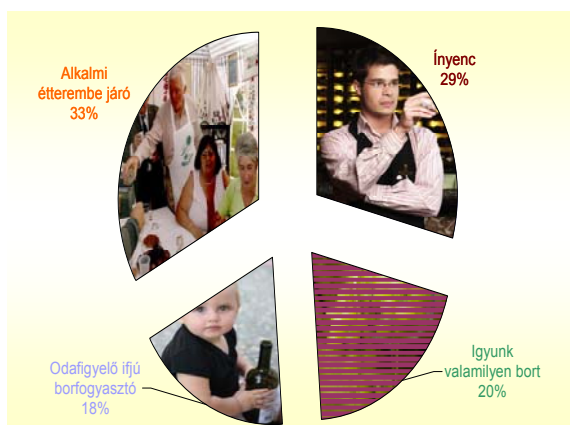 Alkalmi
étterembe járó
33%
Ínyenc
29%
Odafigyelő ifjú
borfogyasztó
18%
Igyunk
valamilyen bort
20%